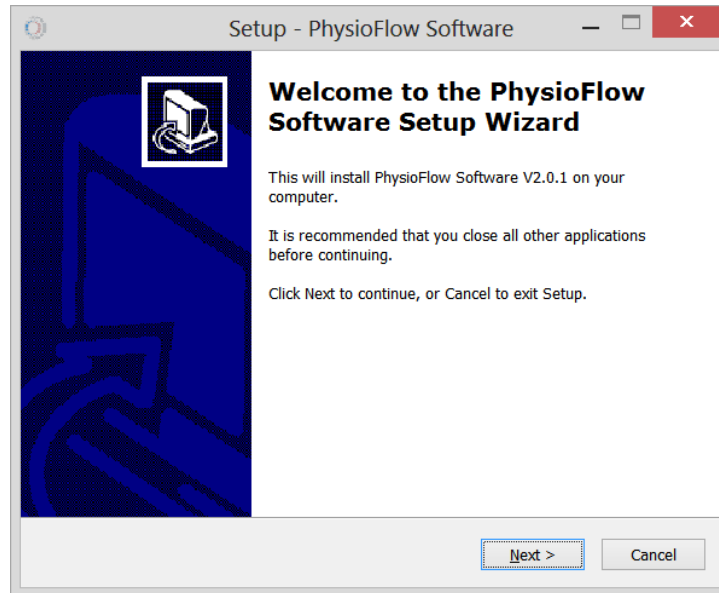 Setup - PhysioFlow Software
Welcome to the PhysioFlow
Software Setup Wizard
This will install PhysioFlow Software V2.0.1 on your
computer.
It is recommended that you close all other applications
before continuing.
Click Next to continue, or Cancel to exit Setup.
Next >
Cancel